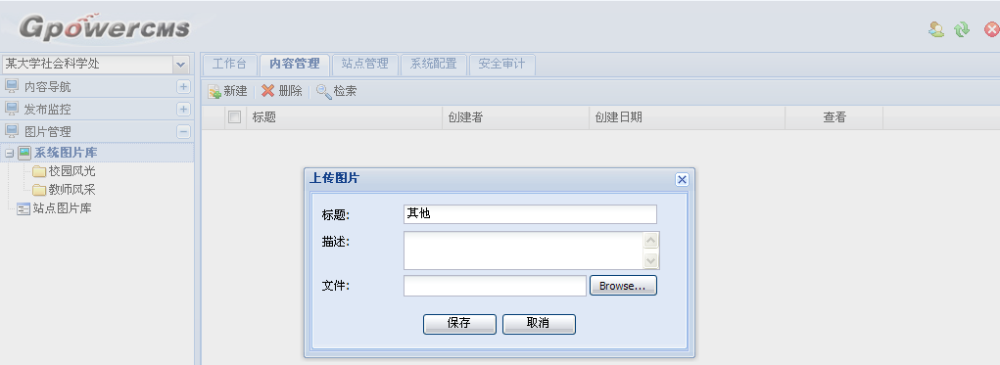 GPOWERCMS
某大学社会科学处
工作台 内容管理 站点管理 系统配置 安全审计
内容导航
新建 删除 检索
发布监控
标题 创建者 创建日期 查看
图片管理
系统图片库
校园风光
教师风采
站点图片库
上传图片
标题: 其他
描述:
文件: Browse...
保存 取消